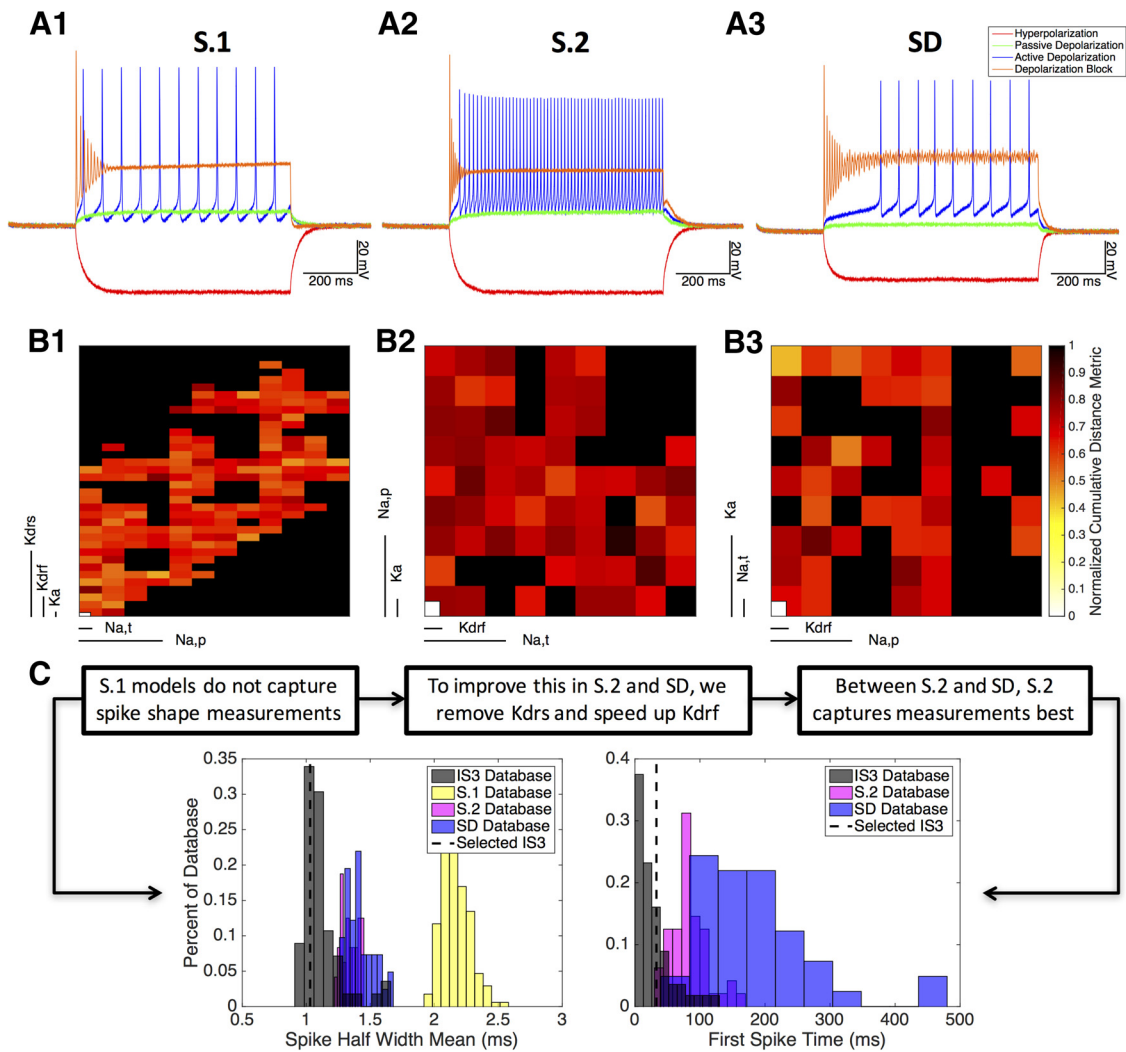 A1
S.1
A2
S.2
A3
SD
Hyperpolarization
Passive Depolarization
Active Depolarization
Depolarization Block
20 mV
200 ms
20 mV
200 ms
20 mV
200 ms
B1
Kdrs
Kdrf
Ka
Na,t
Na,p
B2
Na,p
Ka
Kdrf
Na,t
B3
Ka
Na,t
Kdrf
Na,p
1
0.9
0.8
0.7
0.6
0.5
0.4
0.3
0.2
0.1
0
Normalized Cumulative Distance Metric
C
S.1 models do not capture
spike shape measurements
To improve this in S.2 and SD, we
remove Kdrs and speed up Kdrf
Between S.2 and SD, S.2
captures measurements best
Percent of Database
0.35
0.3
0.25
0.2
0.15
0.1
0.05
0
0.5
1
1.5
2
2.5
3
Spike Half Width Mean (ms)
IS3 Database
S.1 Database
S.2 Database
SD Database
Selected IS3
0.4
0.3
0.2
0.1
0
0
100
200
300
400
500
First Spike Time (ms)
IS3 Database
S.2 Database
SD Database
Selected IS3